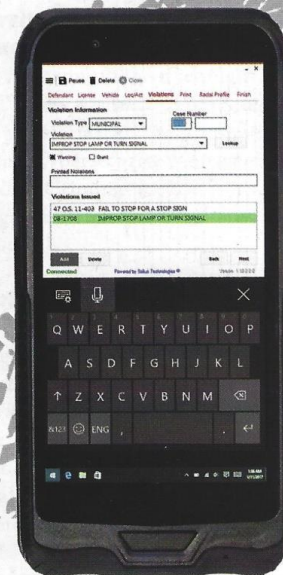 Pause Delete Close
Defendant License Vehicle Loc/Act Violations Print Racial Profile Finish
Violation Information
Case Number
Violation Type MUNICIPAL
Violation
IMPROP STOP LAMP OR TURN SIGNAL
Lookup
Warning
Printed Notations
Violations Issued
47 O.S. 11-403 FAIL TO STOP FOR A STOP SIGN
08-1708 IMPROP STOP LAMP OR TURN SIGNAL
Add Delete Back Next
Connected Powered by Saltus Technologies ® Version
Q W E R T Y U I O P
A S D F G H J K L
Z X C V B N M
&123 ENG , .